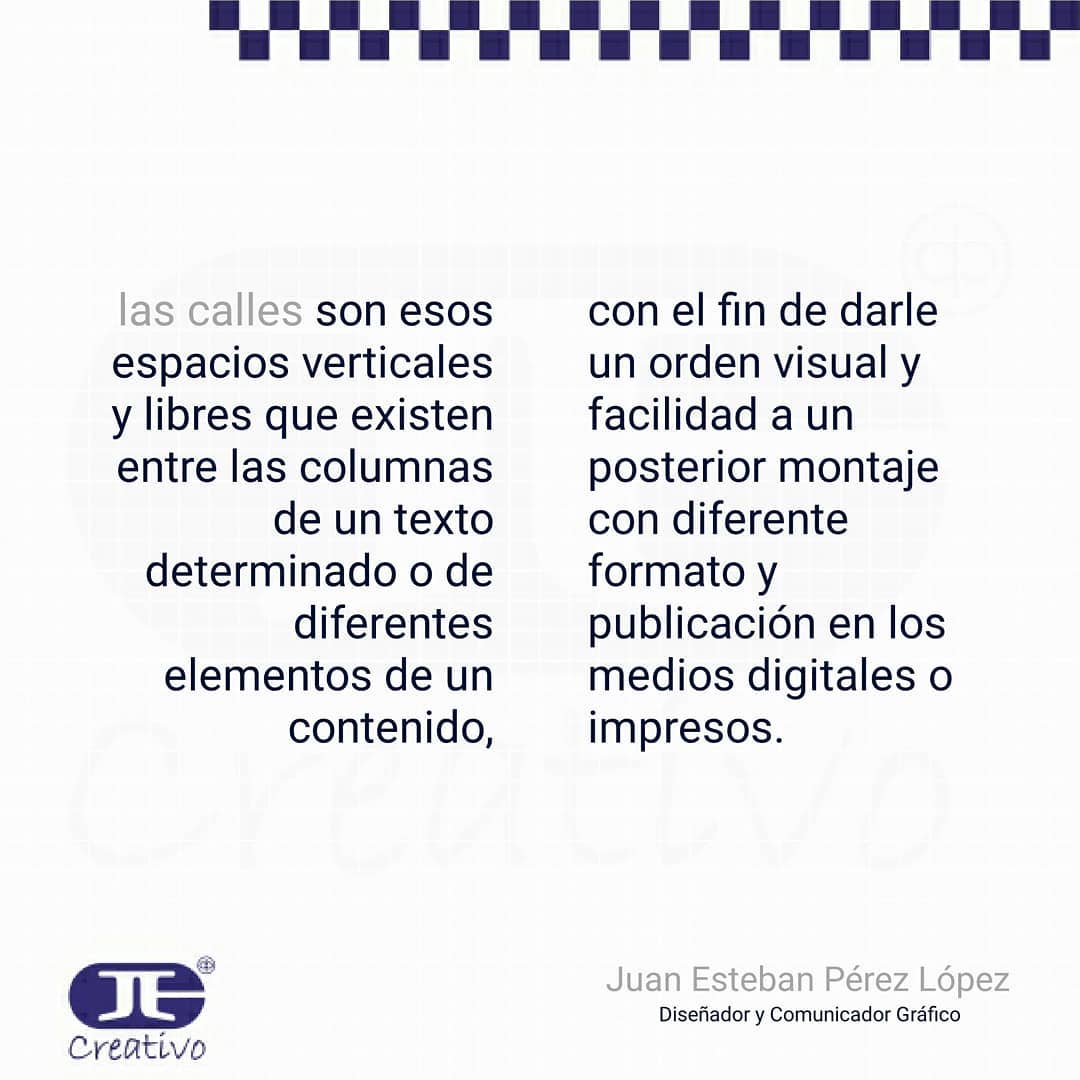 las calles son esos
espacios verticales
y libres que existen
entre las columnas
de un texto
determinado o de
diferentes
elementos de un
contenido,
con el fin de darle
un orden visual y
facilidad a un
posterior montaje
con diferente
formato y
publicación en los
medios digitales o
impresos.
Creativo
Creativo
Juan Esteban Pérez López
Diseñador y Comunicador Gráfico